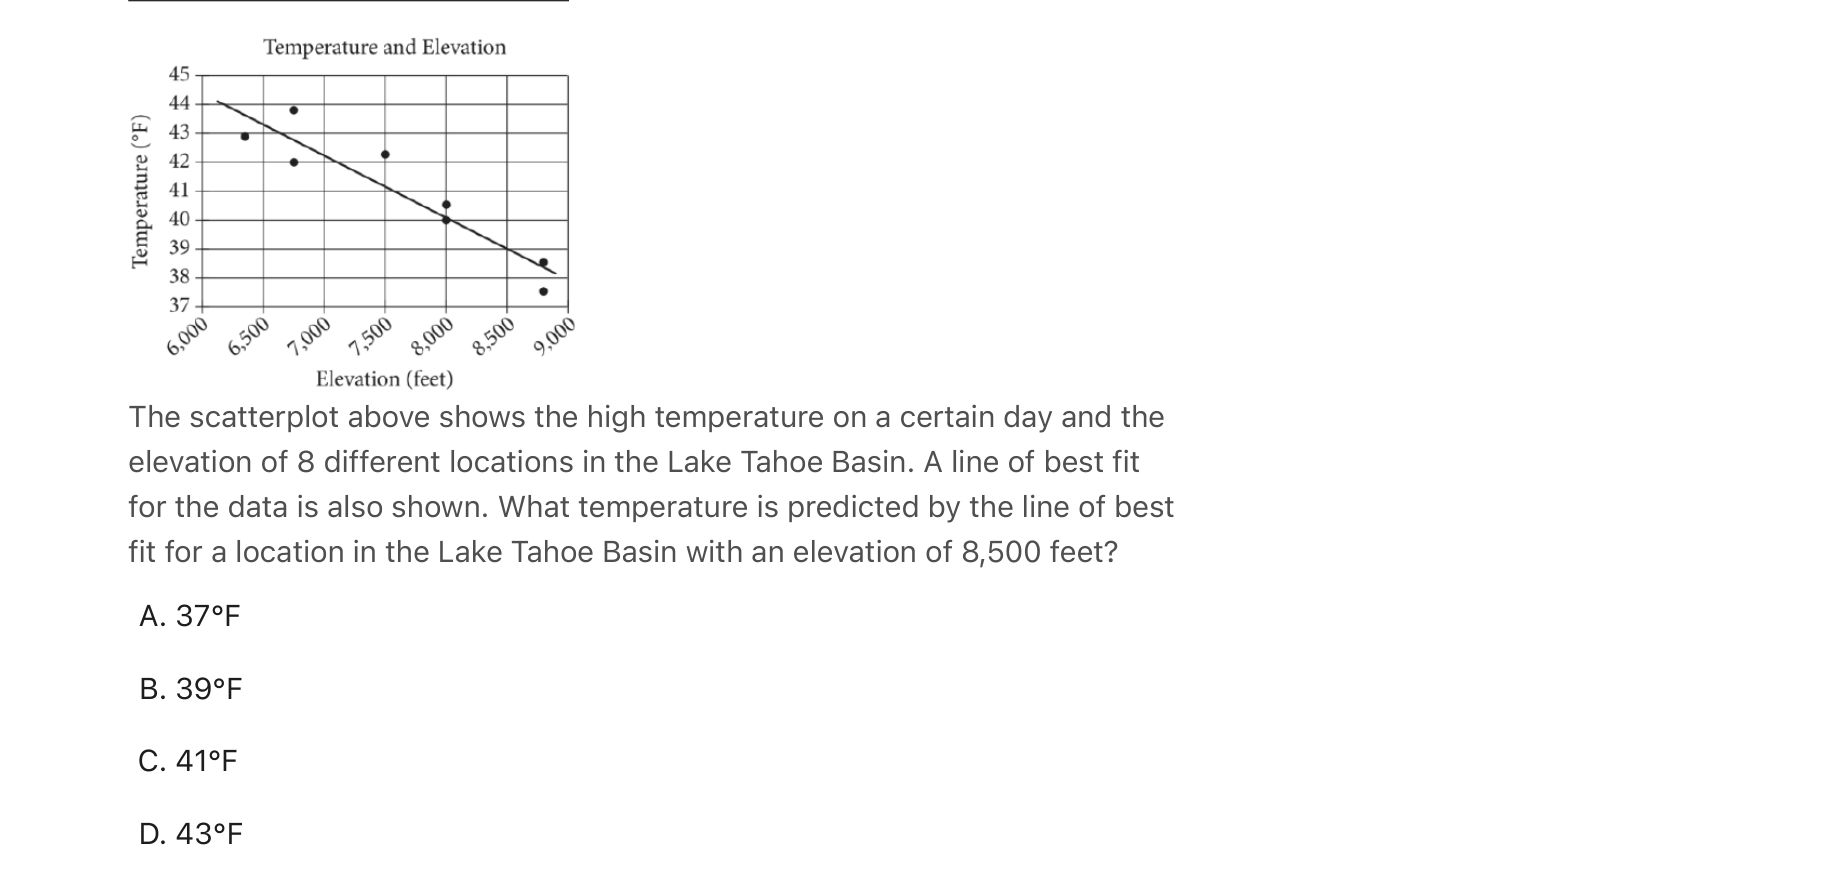 Temperature and Elevation
45
44
43
42
41
40
39
38
37
Temperature (°F)
6,000 6,500 7,000 7,500 8,000 8,500 9,000
Elevation (feet)
The scatterplot above shows the high temperature on a certain day and the
elevation of 8 different locations in the Lake Tahoe Basin. A line of best fit
for the data is also shown. What temperature is predicted by the line of best
fit for a location in the Lake Tahoe Basin with an elevation of 8,500 feet?
A. 37°F
B. 39°F
C. 41°F
D. 43°F